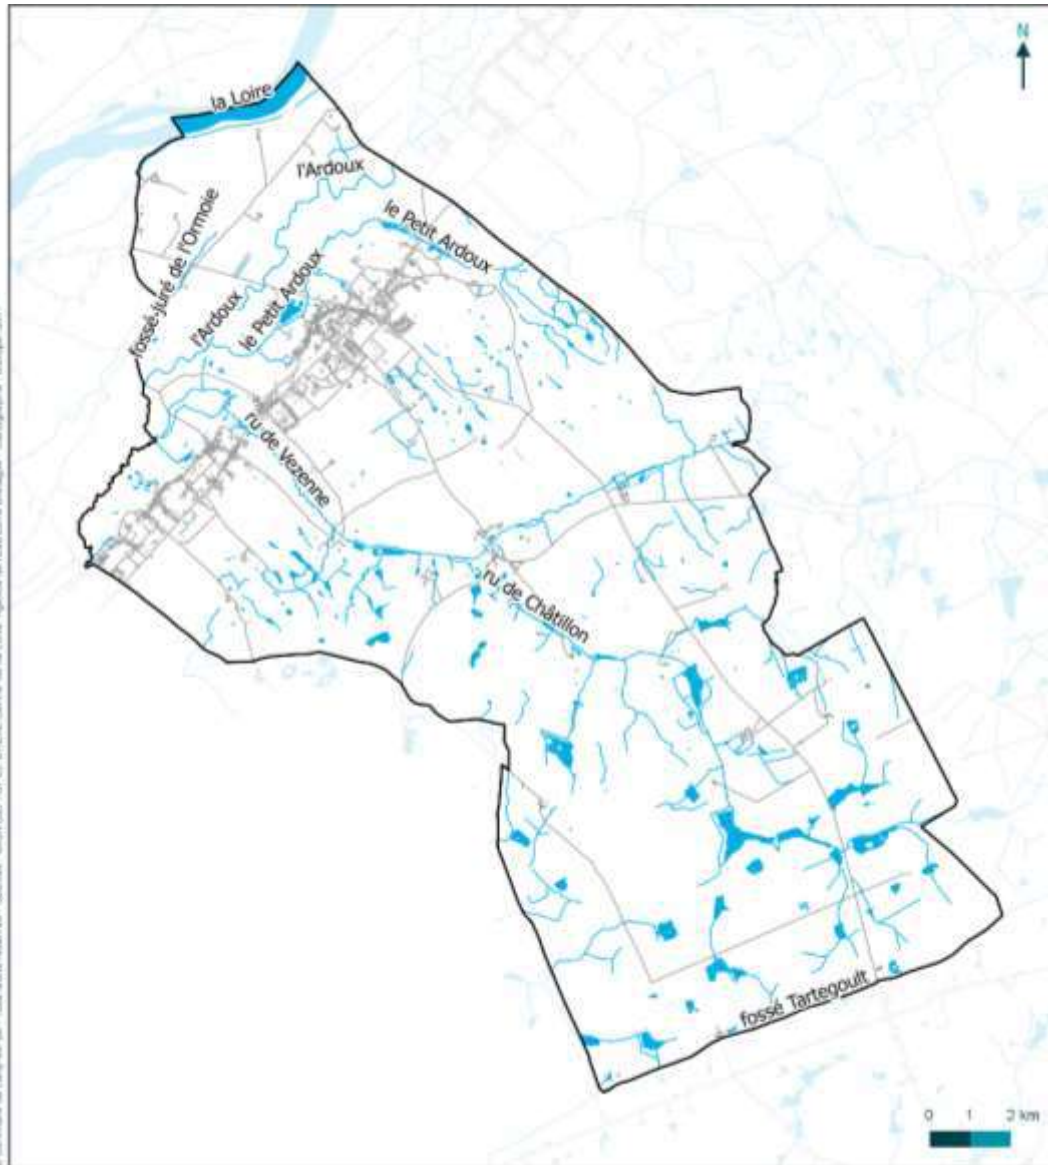 N
la Loire
l'Ardoux
le Petit Ardoux
fossé-juré de l'Ormoie
l'Ardoux
le Petit Ardoux
ru de Vezenne
ru de Châtillon
fossé Tartegoult
0 1 2 km